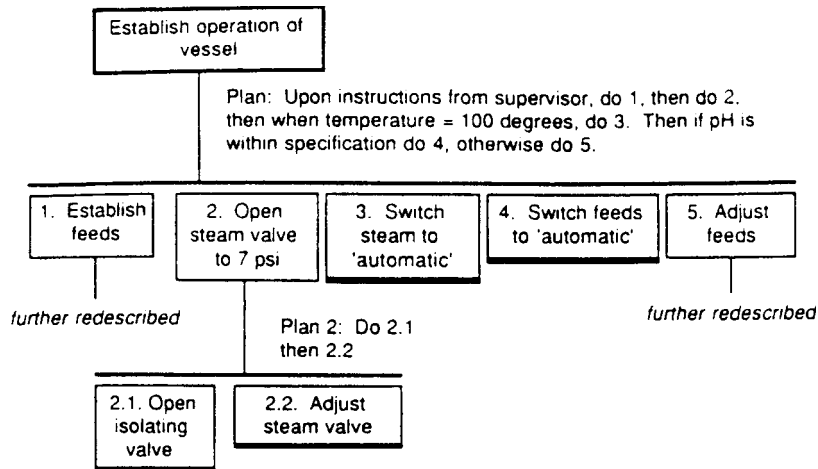 Establish operation of
vessel
Plan: Upon instructions from supervisor, do 1, then do 2,
then when temperature = 100 degrees, do 3. Then if pH is
within specification do 4, otherwise do 5.
1. Establish
feeds
2. Open
steam valve
to 7 psi
3. Switch
steam to
'automatic'
4. Switch feeds
to 'automatic'
5. Adjust
feeds
further redescribed
further redescribed
Plan 2: Do 2.1
then 2.2
2.1. Open
isolating
valve
2.2. Adjust
steam valve